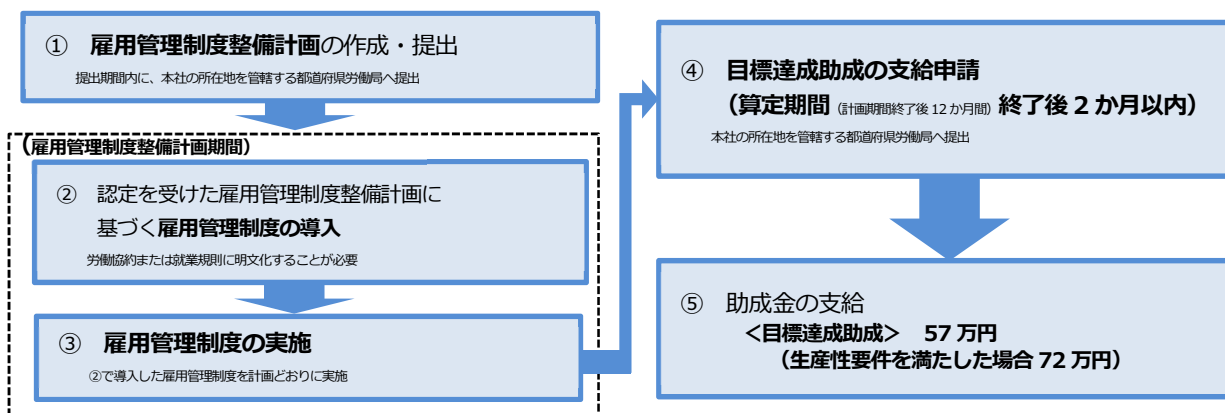 ① 雇用管理制度整備計画の作成・提出
提出期間内に、本社の所在地を管轄する都道府県労働局へ提出
(雇用管理制度整備計画期間)
② 認定を受けた雇用管理制度整備計画に
基づく雇用管理制度の導入
労働協約または就業規則に明文化することが必要
③ 雇用管理制度の実施
②で導入した雇用管理制度を計画どおりに実施
④ 目標達成助成の支給申請
(算定期間(計画期間終了後12か月間)終了後2か月以内)
本社の所在地を管轄する都道府県労働局へ提出
⑤ 助成金の支給
<目標達成助成> 57万円
(生産性要件を満たした場合72万円)